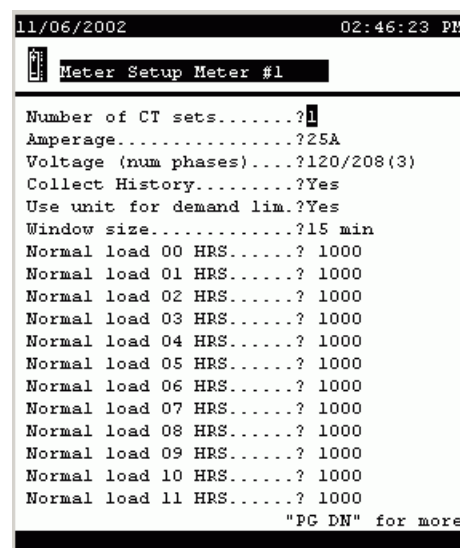 11/06/2002 02:46:23 PM
Meter Setup Meter #1
Number of CT sets.......?1
Amperage................?25A
Voltage (num phases)....?120/208(3)
Collect History.........?Yes
Use unit for demand lim.?Yes
Window size.............?15 min
Normal load 00 HRS......? 1000
Normal load 01 HRS......? 1000
Normal load 02 HRS......? 1000
Normal load 03 HRS......? 1000
Normal load 04 HRS......? 1000
Normal load 05 HRS......? 1000
Normal load 06 HRS......? 1000
Normal load 07 HRS......? 1000
Normal load 08 HRS......? 1000
Normal load 09 HRS......? 1000
Normal load 10 HRS......? 1000
Normal load 11 HRS......? 1000
"PG DN" for more